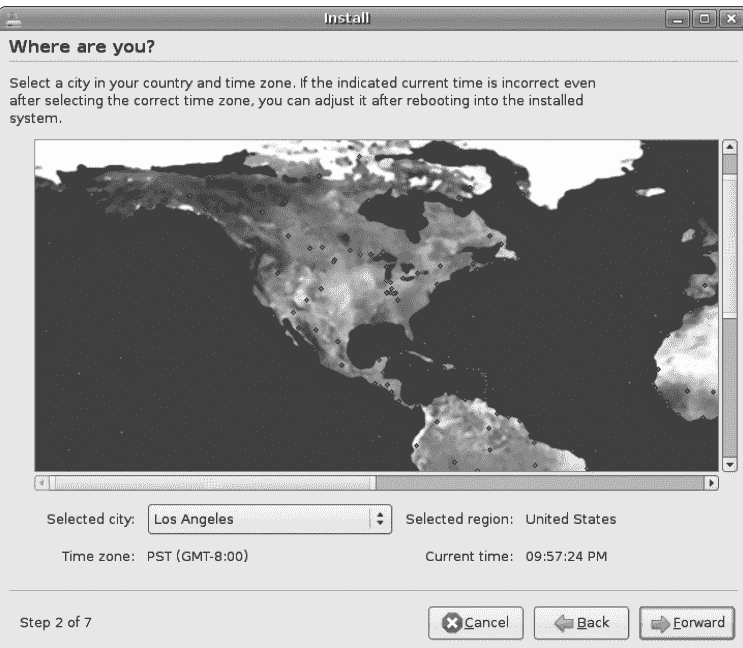 Install
Where are you?
Select a city in your country and time zone. If the indicated current time is incorrect even
after selecting the correct time zone, you can adjust it after rebooting into the installed
system.
Selected city: Los Angeles Selected region: United States
Time zone: PST (GMT-8:00) Current time: 09:57:24 PM
Step 2 of 7 Cancel Back Forward